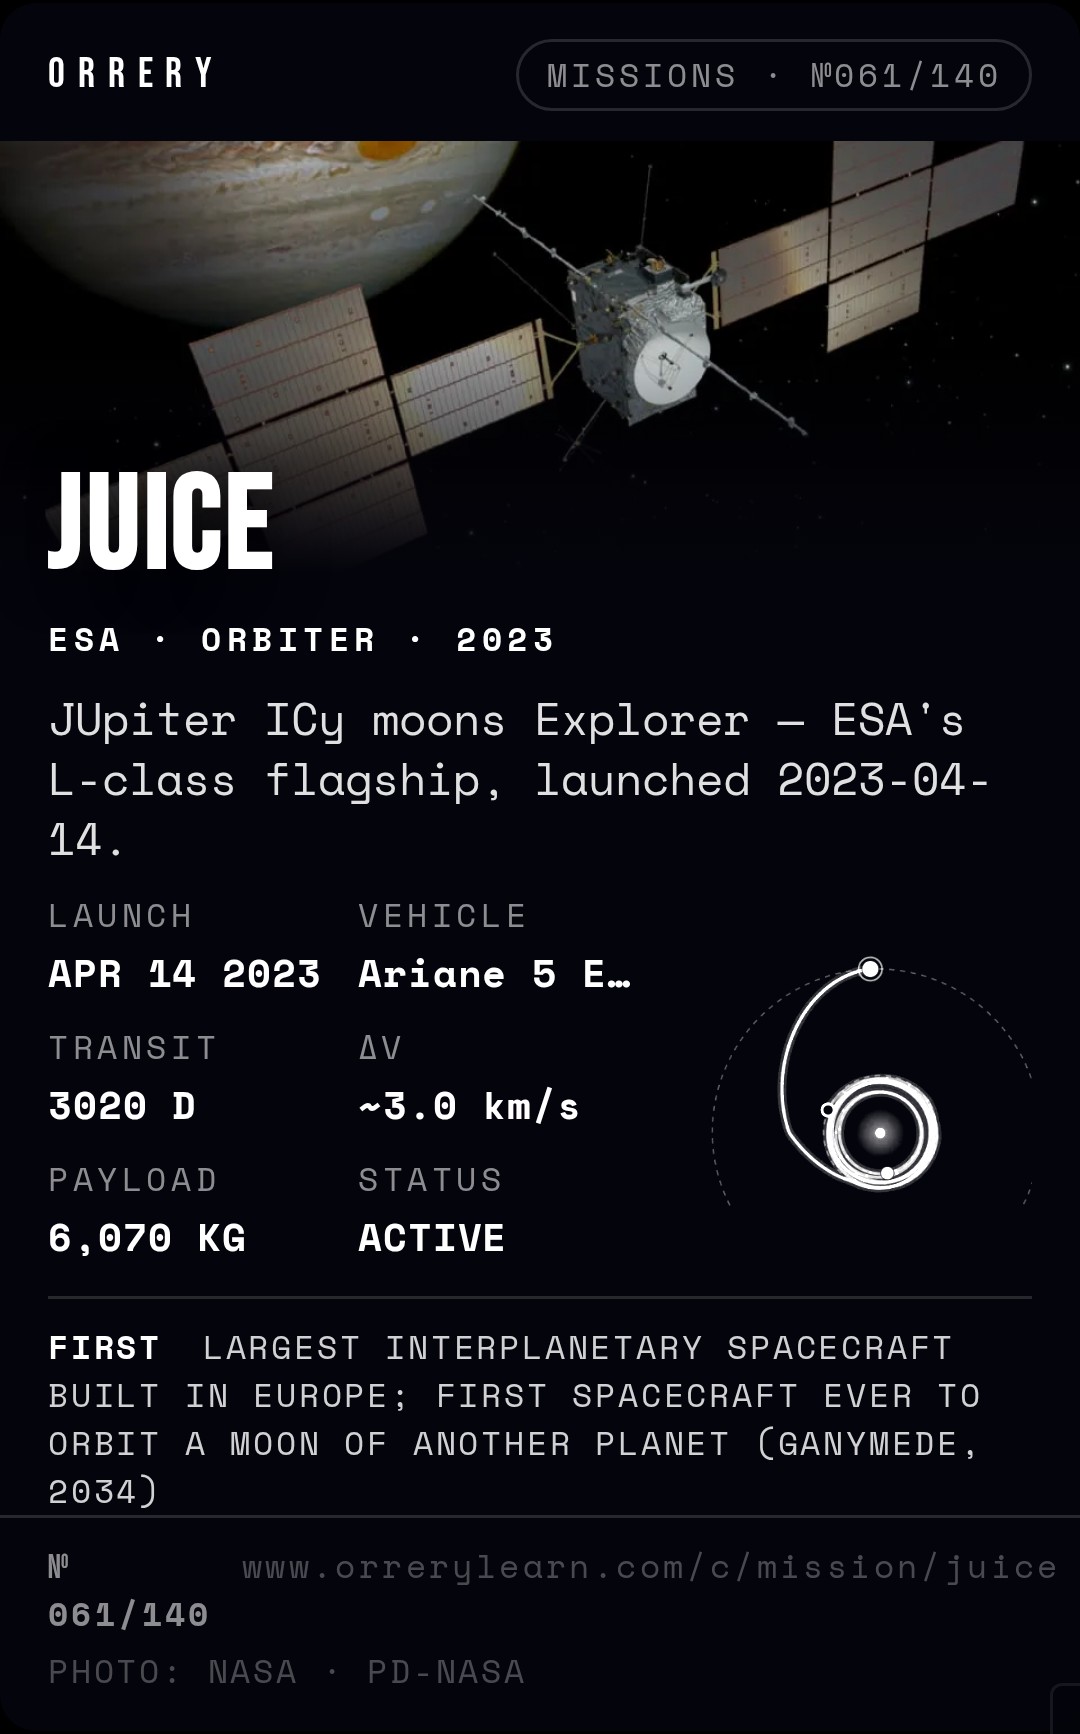 ORRERY
MISSIONS · №061/140
JUICE
ESA · ORBITER · 2023
JUpiter ICy moons Explorer — ESA's
L-class flagship, launched 2023-04-
14.
LAUNCH VEHICLE
APR 14 2023 Ariane 5 E…
TRANSIT ΔV
3020 D ~3.0 km/s
PAYLOAD STATUS
6,070 KG ACTIVE
FIRST LARGEST INTERPLANETARY SPACECRAFT
BUILT IN EUROPE; FIRST SPACECRAFT EVER TO
ORBIT A MOON OF ANOTHER PLANET (GANYMEDE,
2034)
№ www.orrerylearn.com/c/mission/juice
061/140
PHOTO: NASA · PD-NASA